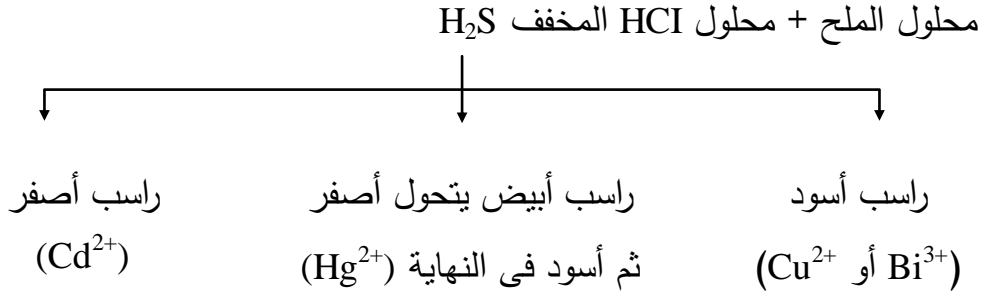 محلول الملح + محلول HCl المخفف H₂S
راسب أسود
(Bi³⁺ أو Cu²⁺)
راسب أبيض يتحول أصفر
ثم أسود فى النهاية (Hg²⁺)
راسب أصفر
(Cd²⁺)